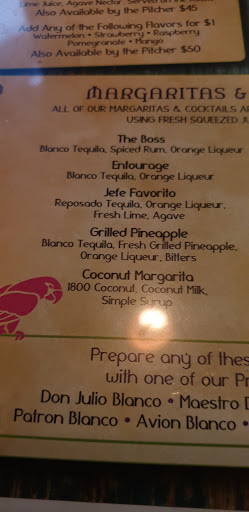 Lime Juice, Agave Nectar, Served on the
Also Available by the Pitcher $45
Add Any of the Following Flavors for $1
Watermelon • Strawberry • Raspberry
Pomegranate • Mango
Also Available by the Pitcher $50
MARGARITAS &
ALL OF OUR MARGARITAS & COCKTAILS AR
USING FRESH SQUEEZED JU
The Boss
Blanco Tequila, Spiced Rum, Orange Liqueur
Entourage
Blanco Tequila, Orange Liqueur
Jefe Favorito
Reposado Tequila, Orange Liqueur,
Fresh Lime, Agave
Grilled Pineapple
Blanco Tequila, Fresh Grilled Pineapple,
Orange Liqueur, Bitters
Coconut Margarita
1800 Coconut, Coconut Milk,
Simple Syrup
Prepare any of thes
with one of our Pr
Don Julio Blanco • Maestro D
Patron Blanco • Avion Blanco •